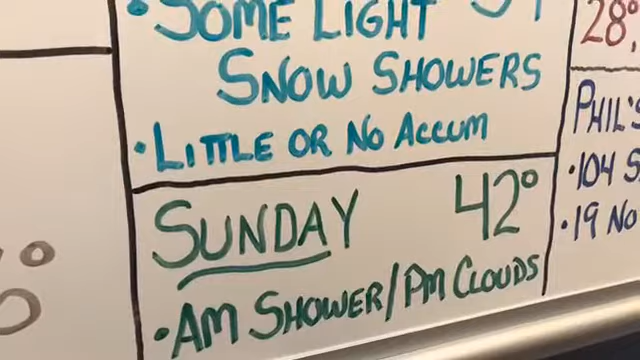 • SOME LIGHT
SNOW SHOWERS
• LITTLE OR NO ACCUM
SUNDAY 42°
• AM SHOWER/PM CLOUDS
28°
PHIL'S
• 104
• 19 No